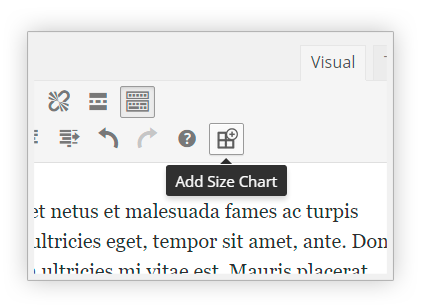 Visual
Add Size Chart
et netus et malesuada fames ac turpis
ultricies eget, tempor sit amet, ante. Don
ultricies mi vitae est. Mauris placerat